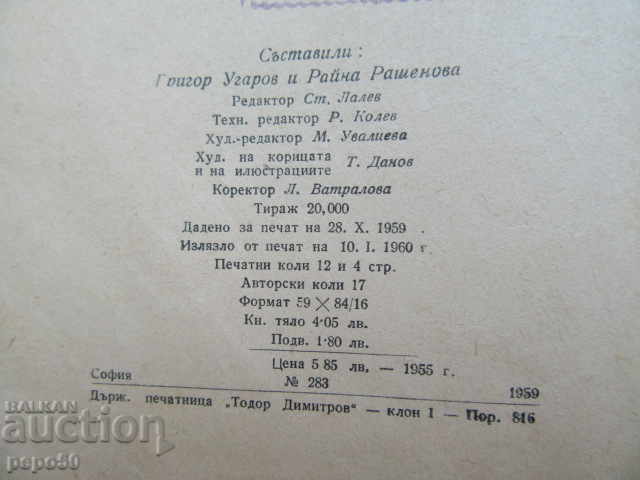 Съставили :
Григор Угаров и Райна Рашенова
Редактор Ст. Лалев
Техн. редактор Р. Колев
Худ.-редактор М. Увалиева
Худ. на корицата и на илюстрациите Т. Данов
Коректор Л. Ватралова
Тираж 20,000
Дадено за печат на 28. X. 1959 .
Излязло от печат на 10. I. 1960 г.
Печатни коли 12 и 4 стр.
Авторски коли 17
Формат 59 × 84/16
Кн. тяло 4·05 лв.
Подв. 1·80 лв.
Цена 5 85 лв. — 1955 г.
София № 283 1959
Държ. печатница „Тодор Димитров“ — клон 1 — Пор. 816
BALKAN
auction
pepo50